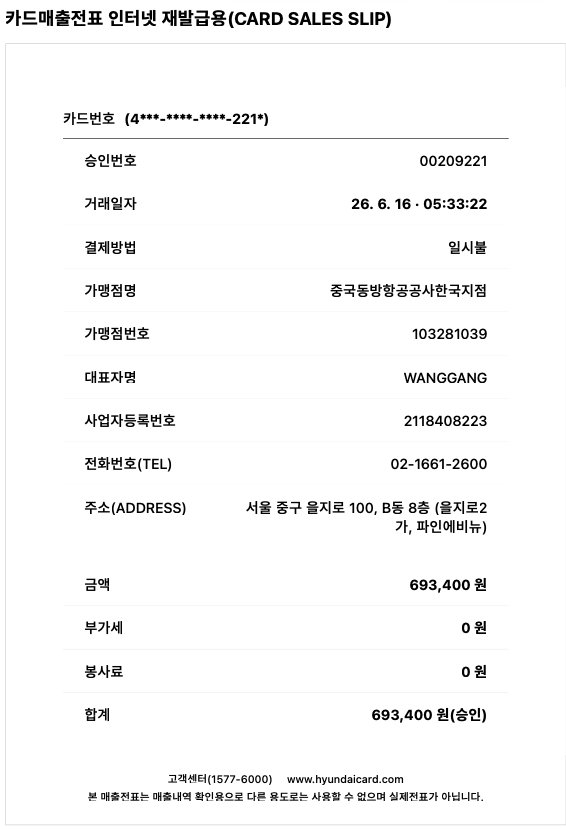 카드매출전표 인터넷 재발급용(CARD SALES SLIP)
카드번호 (4***-****-****-221*)
승인번호 00209221
거래일자 26. 6. 16 · 05:33:22
결제방법 일시불
가맹점명 중국동방항공공사한국지점
가맹점번호 103281039
대표자명 WANGGANG
사업자등록번호 2118408223
전화번호(TEL) 02-1661-2600
주소(ADDRESS) 서울 중구 을지로 100, B동 8층 (을지로2
가, 파인에비뉴)
금액 693,400 원
부가세 0 원
봉사료 0 원
합계 693,400 원(승인)
고객센터(1577-6000) www.hyundaicard.com
본 매출전표는 매출내역 확인용으로 다른 용도로는 사용할 수 없으며 실제전표가 아닙니다.